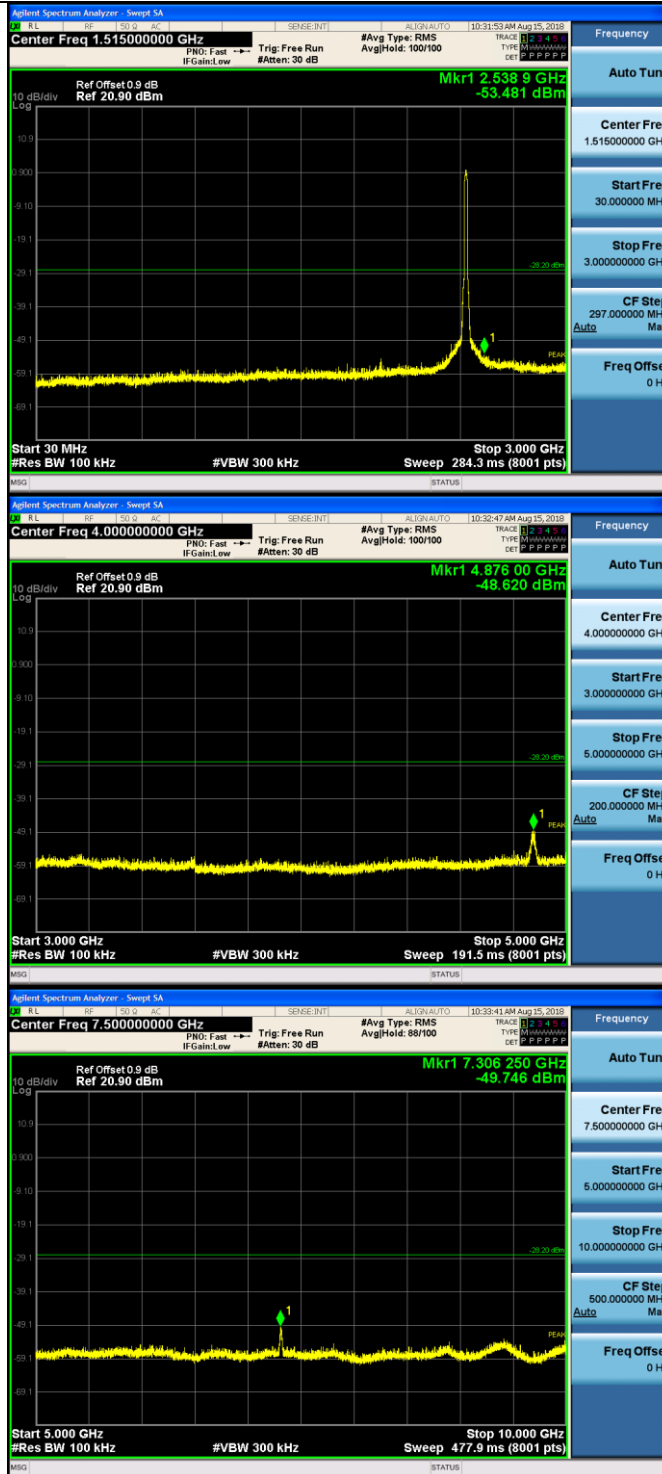 Agilent Spectrum Analyzer - Swept SA
RL RF 50 Ω AC SENSE:INT ALIGN AUTO 10:31:53 AM Aug 15, 2018
Center Freq 1.515000000 GHz
PNO: Fast
IFGain:Low
Trig: Free Run
#Atten: 30 dB
#Avg Type: RMS
Avg|Hold: 100/100
TRACE 1 2 3 4 5 6
TYPE M
DET P P P P P P
Frequency
Auto Tun
Mkr1 2.538 9 GHz
-53.481 dBm
Ref Offset 0.9 dB
10 dB/div Ref 20.90 dBm
Log
10.9
0.900
-9.10
-19.1
-29.1
-39.1
-49.1
-59.1
-69.1
-28.20 dBm
1
PEAK
Center Fre
1.515000000 GH
Start Fre
30.000000 MH
Stop Fre
3.000000000 GH
CF Step
297.000000 MH
Auto Ma
Freq Offse
0 H
Start 30 MHz Stop 3.000 GHz
#Res BW 100 kHz #VBW 300 kHz Sweep 284.3 ms (8001 pts)
MSG STATUS
Agilent Spectrum Analyzer - Swept SA
RL RF 50 Ω AC SENSE:INT ALIGN AUTO 10:32:47 AM Aug 15, 2018
Center Freq 4.000000000 GHz
PNO: Fast
IFGain:Low
Trig: Free Run
#Atten: 30 dB
#Avg Type: RMS
Avg|Hold: 100/100
TRACE 1 2 3 4 5 6
TYPE M
DET P P P P P P
Frequency
Auto Tun
Mkr1 4.876 00 GHz
-48.620 dBm
Ref Offset 0.9 dB
10 dB/div Ref 20.90 dBm
Log
10.9
0.900
-9.10
-19.1
-29.1
-39.1
-49.1
-59.1
-69.1
-28.20 dBm
1
PEAK
Center Fre
4.000000000 GH
Start Fre
3.000000000 GH
Stop Fre
5.000000000 GH
CF Step
200.000000 MH
Auto Ma
Freq Offse
0 H
Start 3.000 GHz Stop 5.000 GHz
#Res BW 100 kHz #VBW 300 kHz Sweep 191.5 ms (8001 pts)
MSG STATUS
Agilent Spectrum Analyzer - Swept SA
RL RF 50 Ω AC SENSE:INT ALIGN AUTO 10:33:41 AM Aug 15, 2018
Center Freq 7.500000000 GHz
PNO: Fast
IFGain:Low
Trig: Free Run
#Atten: 30 dB
#Avg Type: RMS
Avg|Hold: 88/100
TRACE 1 2 3 4 5 6
TYPE M
DET P P P P P P
Frequency
Auto Tun
Mkr1 7.306 250 GHz
-49.746 dBm
Ref Offset 0.9 dB
10 dB/div Ref 20.90 dBm
Log
10.9
0.900
-9.10
-19.1
-29.1
-39.1
-49.1
-59.1
-69.1
-28.20 dBm
1
PEAK
Center Fre
7.500000000 GH
Start Fre
5.000000000 GH
Stop Fre
10.000000000 GH
CF Step
500.000000 MH
Auto Ma
Freq Offse
0 H
Start 5.000 GHz Stop 10.000 GHz
#Res BW 100 kHz #VBW 300 kHz Sweep 477.9 ms (8001 pts)
MSG STATUS